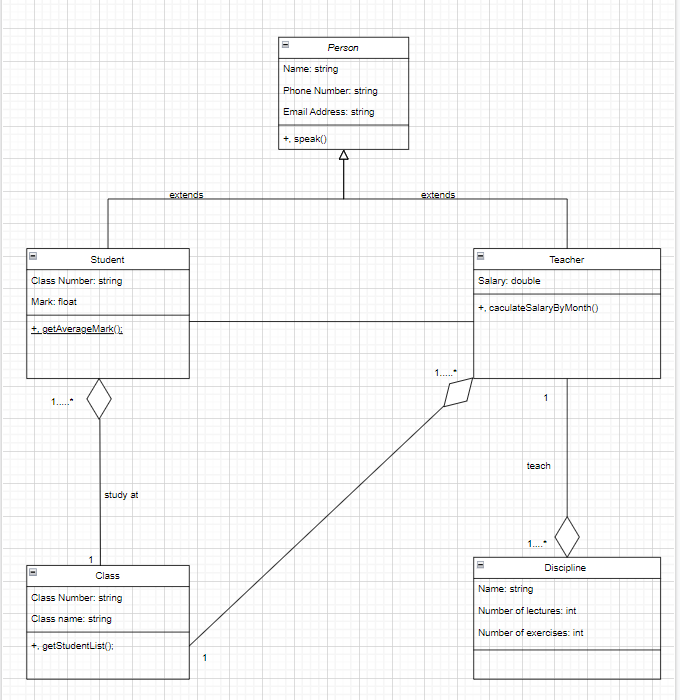 Person
Name: string
Phone Number: string
Email Address: string
+, speak()
extends
extends
Student
Class Number: string
Mark: float
+, getAverageMark();
Teacher
Salary: double
+, caculateSalaryByMonth()
1.....*
1.....*
1
study at
teach
1
1....*
Class
Class Number: string
Class name: string
+, getStudentList();
1
Discipline
Name: string
Number of lectures: int
Number of exercises: int